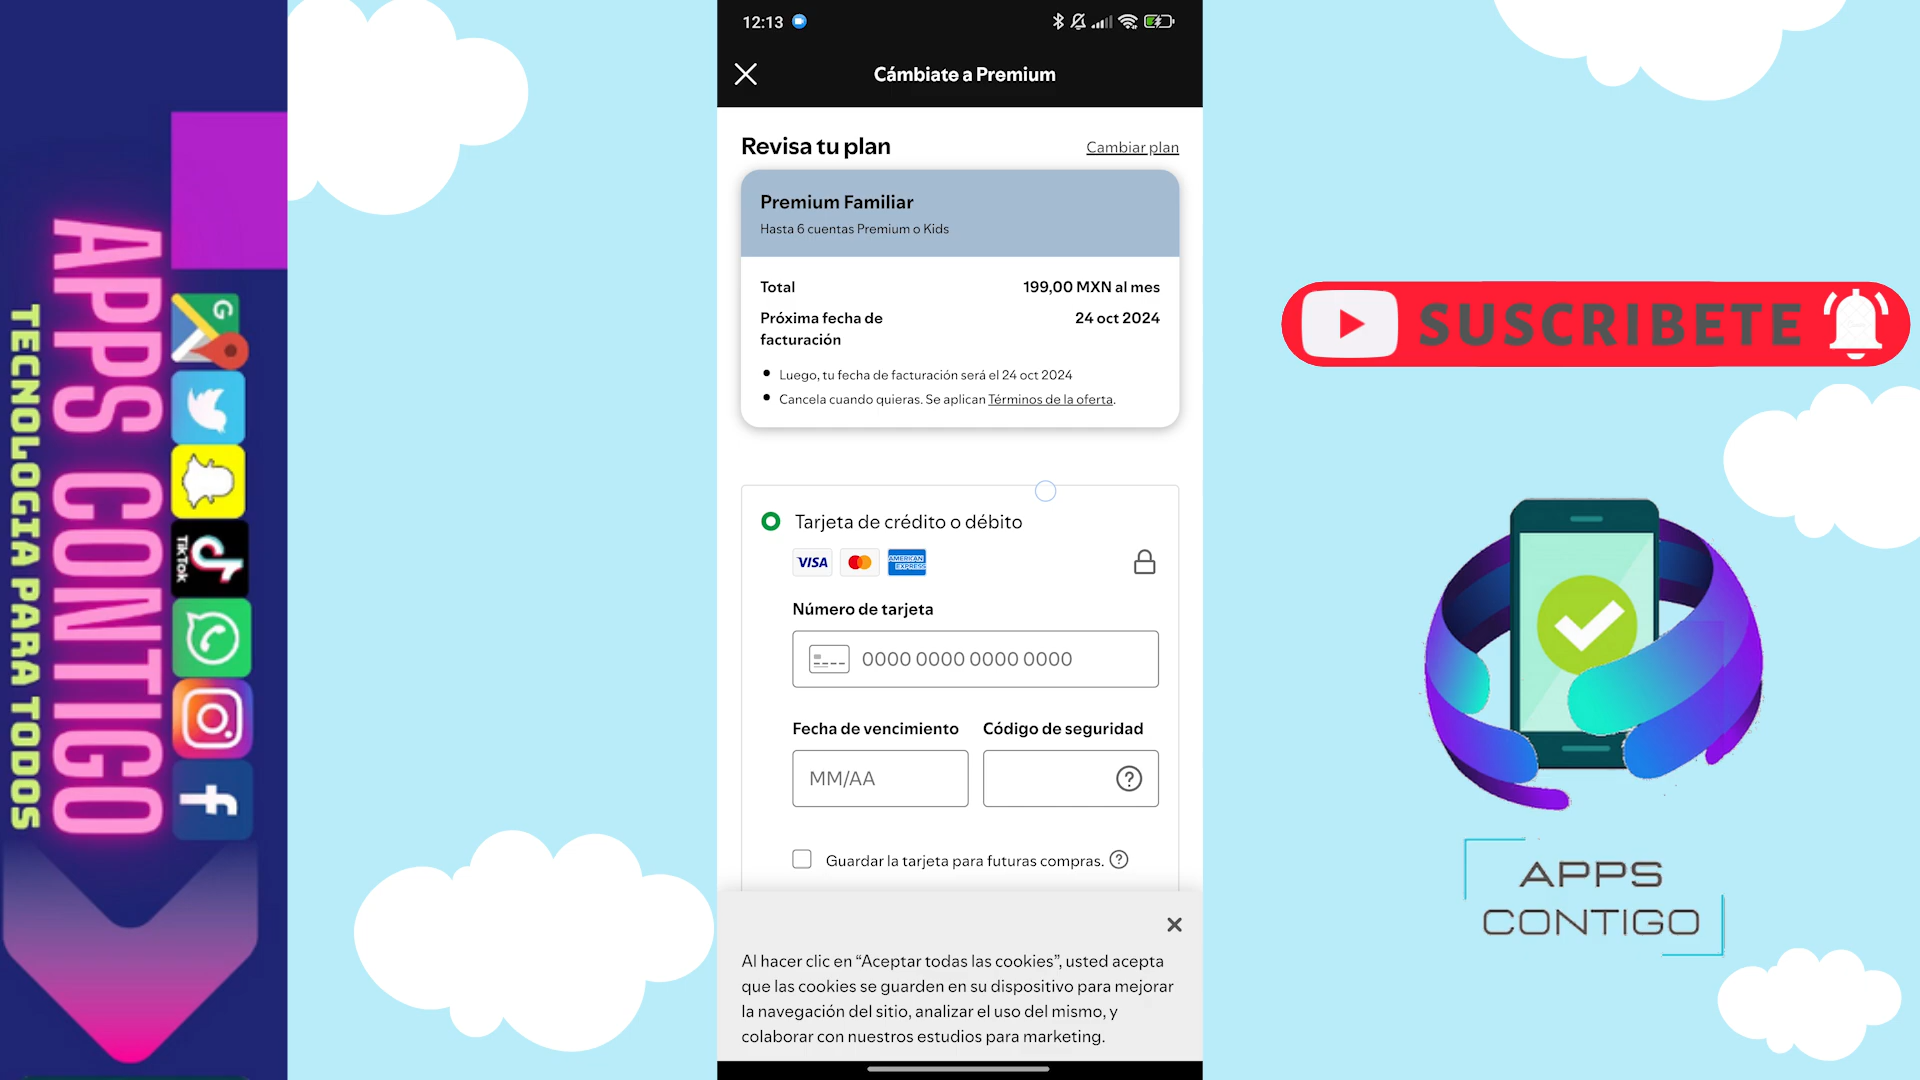 APPS CONTIGO
TECNOLOGIA PARA TODOS
G
TikTok
12:13
Cámbiate a Premium
Revisa tu plan
Cambiar plan
Premium Familiar
Hasta 6 cuentas Premium o Kids
Total
199,00 MXN al mes
Próxima fecha de
facturación
24 oct 2024
Luego, tu fecha de facturación será el 24 oct 2024
Cancela cuando quieras. Se aplican Términos de la oferta.
Tarjeta de crédito o débito
VISA
AMERICAN
EXPRESS
Número de tarjeta
0000 0000 0000 0000
Fecha de vencimiento
Código de seguridad
MM/AA
?
Guardar la tarjeta para futuras compras. ?
Al hacer clic en “Aceptar todas las cookies”, usted acepta
que las cookies se guarden en su dispositivo para mejorar
la navegación del sitio, analizar el uso del mismo, y
colaborar con nuestros estudios para marketing.
SUSCRIBETE
APPS
CONTIGO